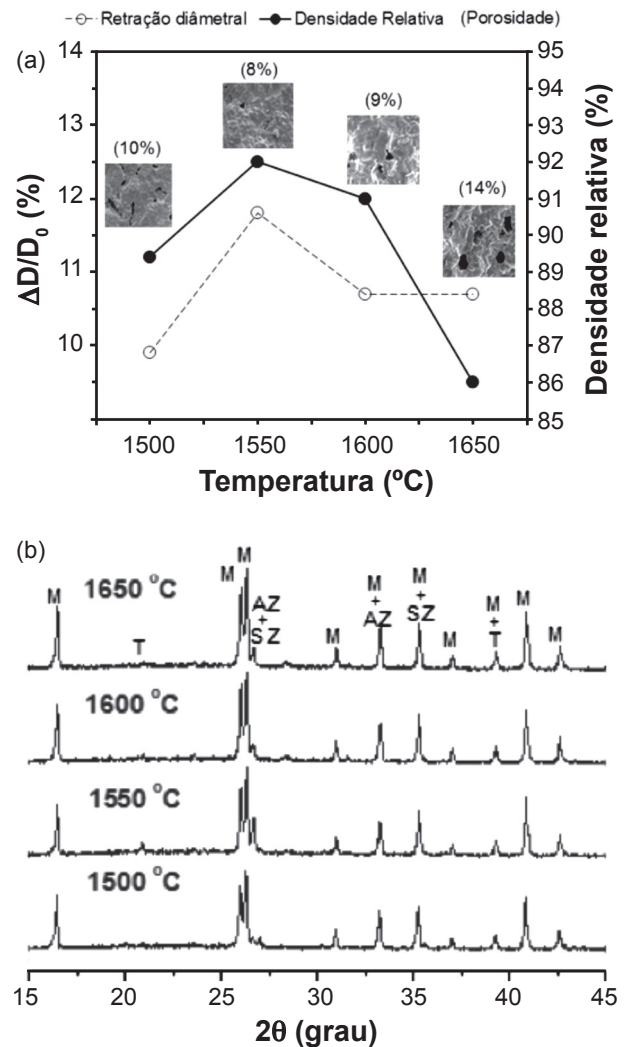 Retração diâmetral Densidade Relativa (Porosidade)
(a)
14
13
12
11
10
ΔD/D0 (%)
(10%)
(8%)
(9%)
(14%)
95
94
93
92
91
90
89
88
87
86
85
Densidade relativa (%)
1500 1550 1600 1650
Temperatura (ºC)
(b)
1650 °C
M
T
M
M
AZ
+
SZ
M
M
+
AZ
M
+
SZ
M
M
+
T
M
M
1600 °C
1550 °C
1500 °C
15 20 25 30 35 40 45
2θ (grau)